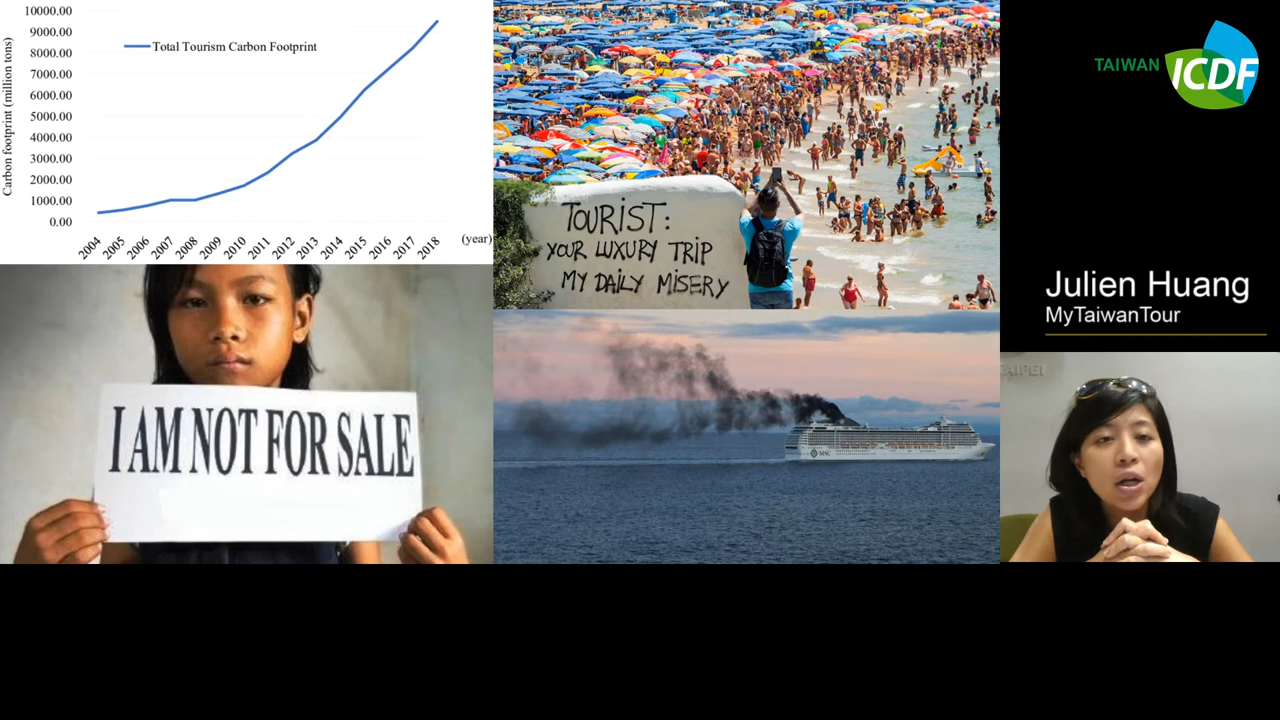 10000.00
9000.00
8000.00
7000.00
6000.00
5000.00
4000.00
3000.00
2000.00
1000.00
0.00
Carbon footprint (million tons)
Total Tourism Carbon Footprint
2004 2005 2006 2007 2008 2009 2010 2011 2012 2013 2014 2015 2016 2017 2018
(year)
TOURIST:
YOUR LUXURY TRIP
MY DAILY MISERY
I AM NOT FOR SALE
MSC
TAIWAN ICDF
Julien Huang
MyTaiwanTour
TAIPEI